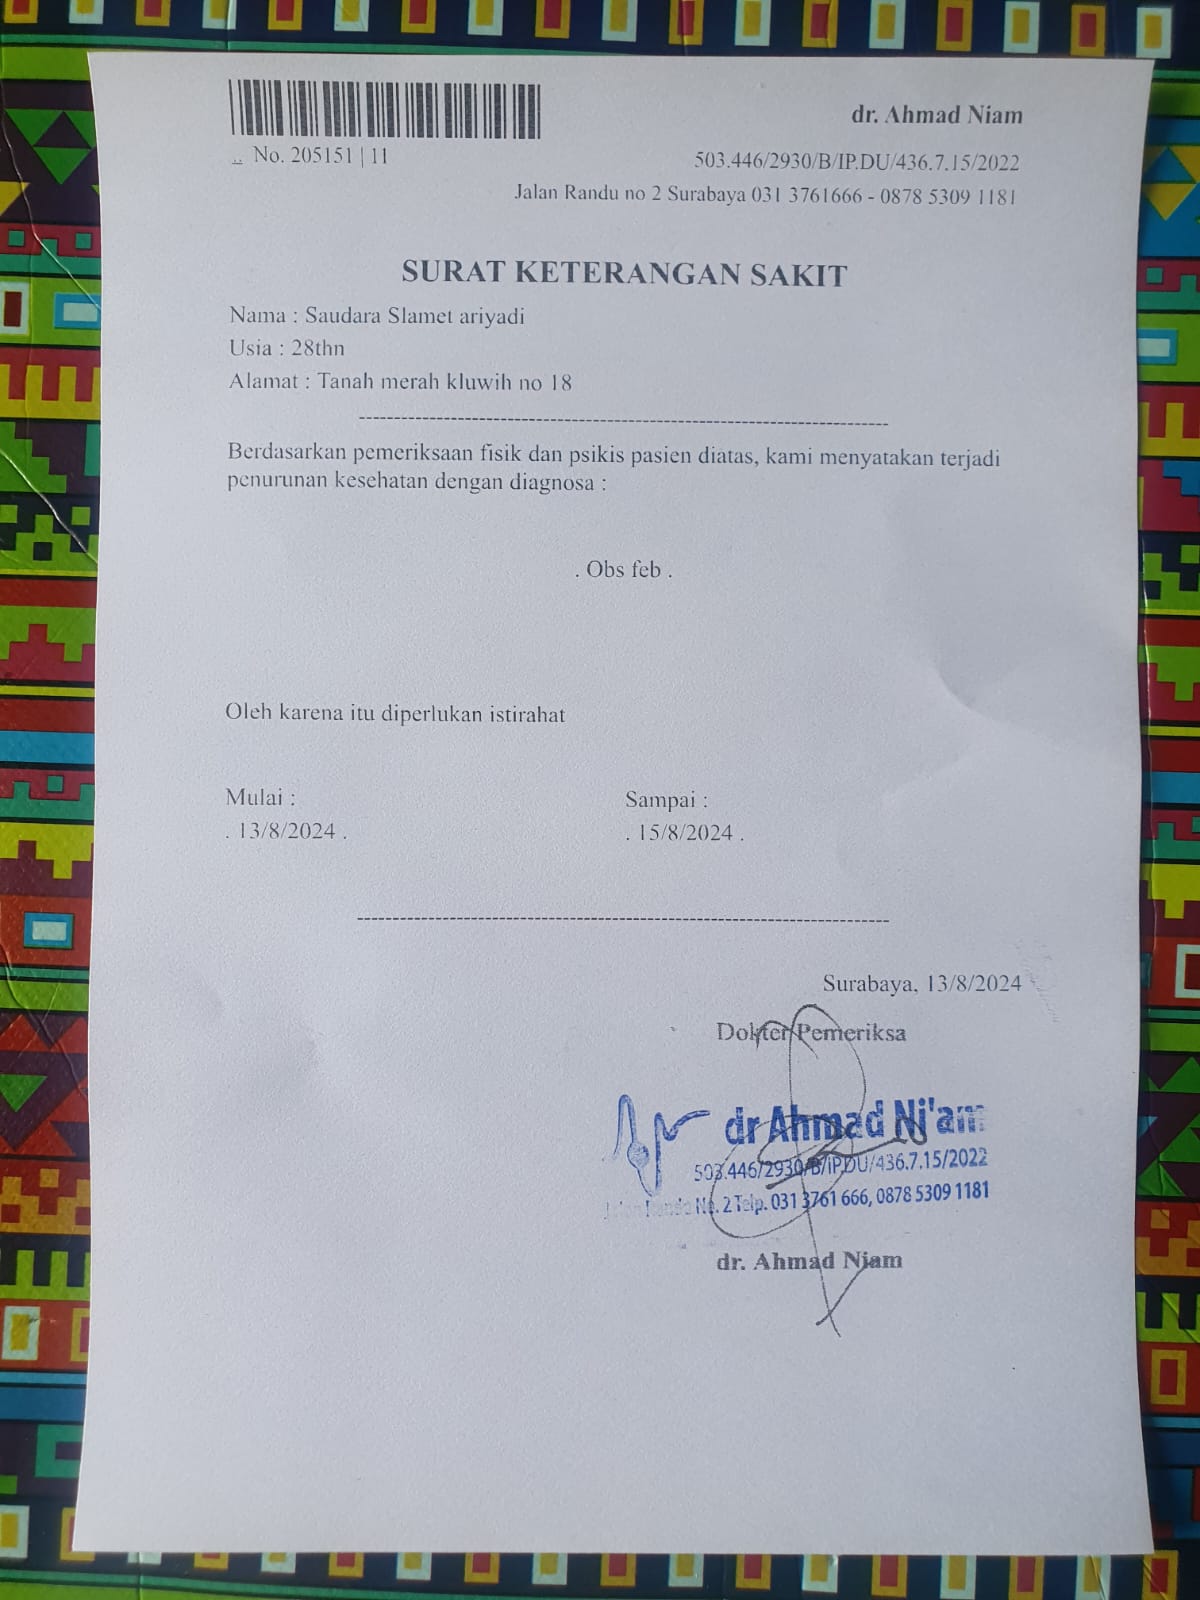 dr. Ahmad Niam
.. No. 205151 | 11
503.446/2930/B/IP.DU/436.7.15/2022
Jalan Randu no 2 Surabaya 031 3761666 - 0878 5309 1181
SURAT KETERANGAN SAKIT
Nama : Saudara Slamet ariyadi
Usia : 28thn
Alamat : Tanah merah kluwih no 18
Berdasarkan pemeriksaan fisik dan psikis pasien diatas, kami menyatakan terjadi
penurunan kesehatan dengan diagnosa :
. Obs feb .
Oleh karena itu diperlukan istirahat
Mulai :
Sampai :
. 13/8/2024 .
. 15/8/2024 .
Surabaya, 13/8/2024
Dokter Pemeriksa
dr Ahmad Ni'am
503.446/2930/B/IP.DU/436.7.15/2022
Jalan Randu No. 2 Telp. 031 3761 666, 0878 5309 1181
dr. Ahmad Niam